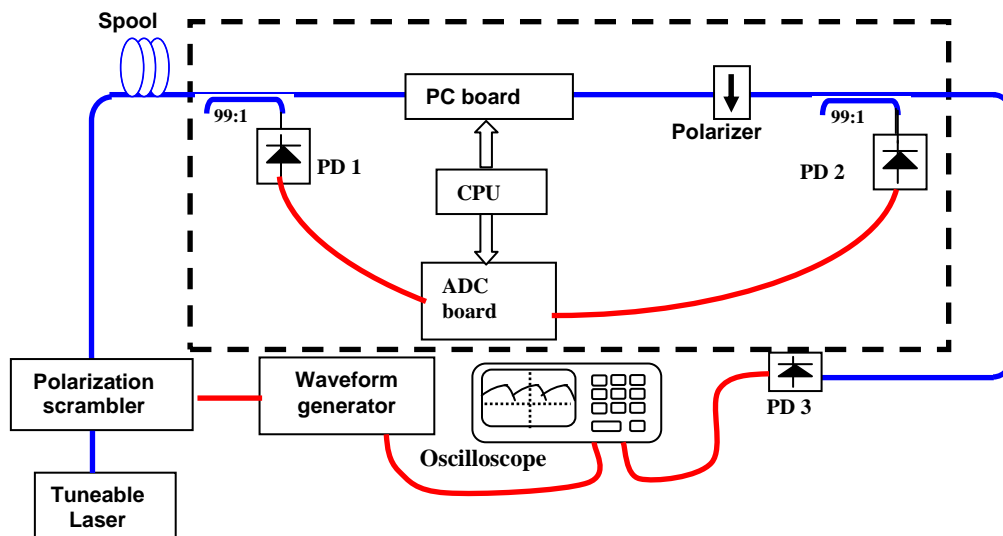 Spool
99:1
PD 1
PC board
Polarizer
99:1
PD 2
CPU
ADC
board
Polarization
scrambler
Waveform
generator
Oscilloscope
PD 3
Tuneable
Laser